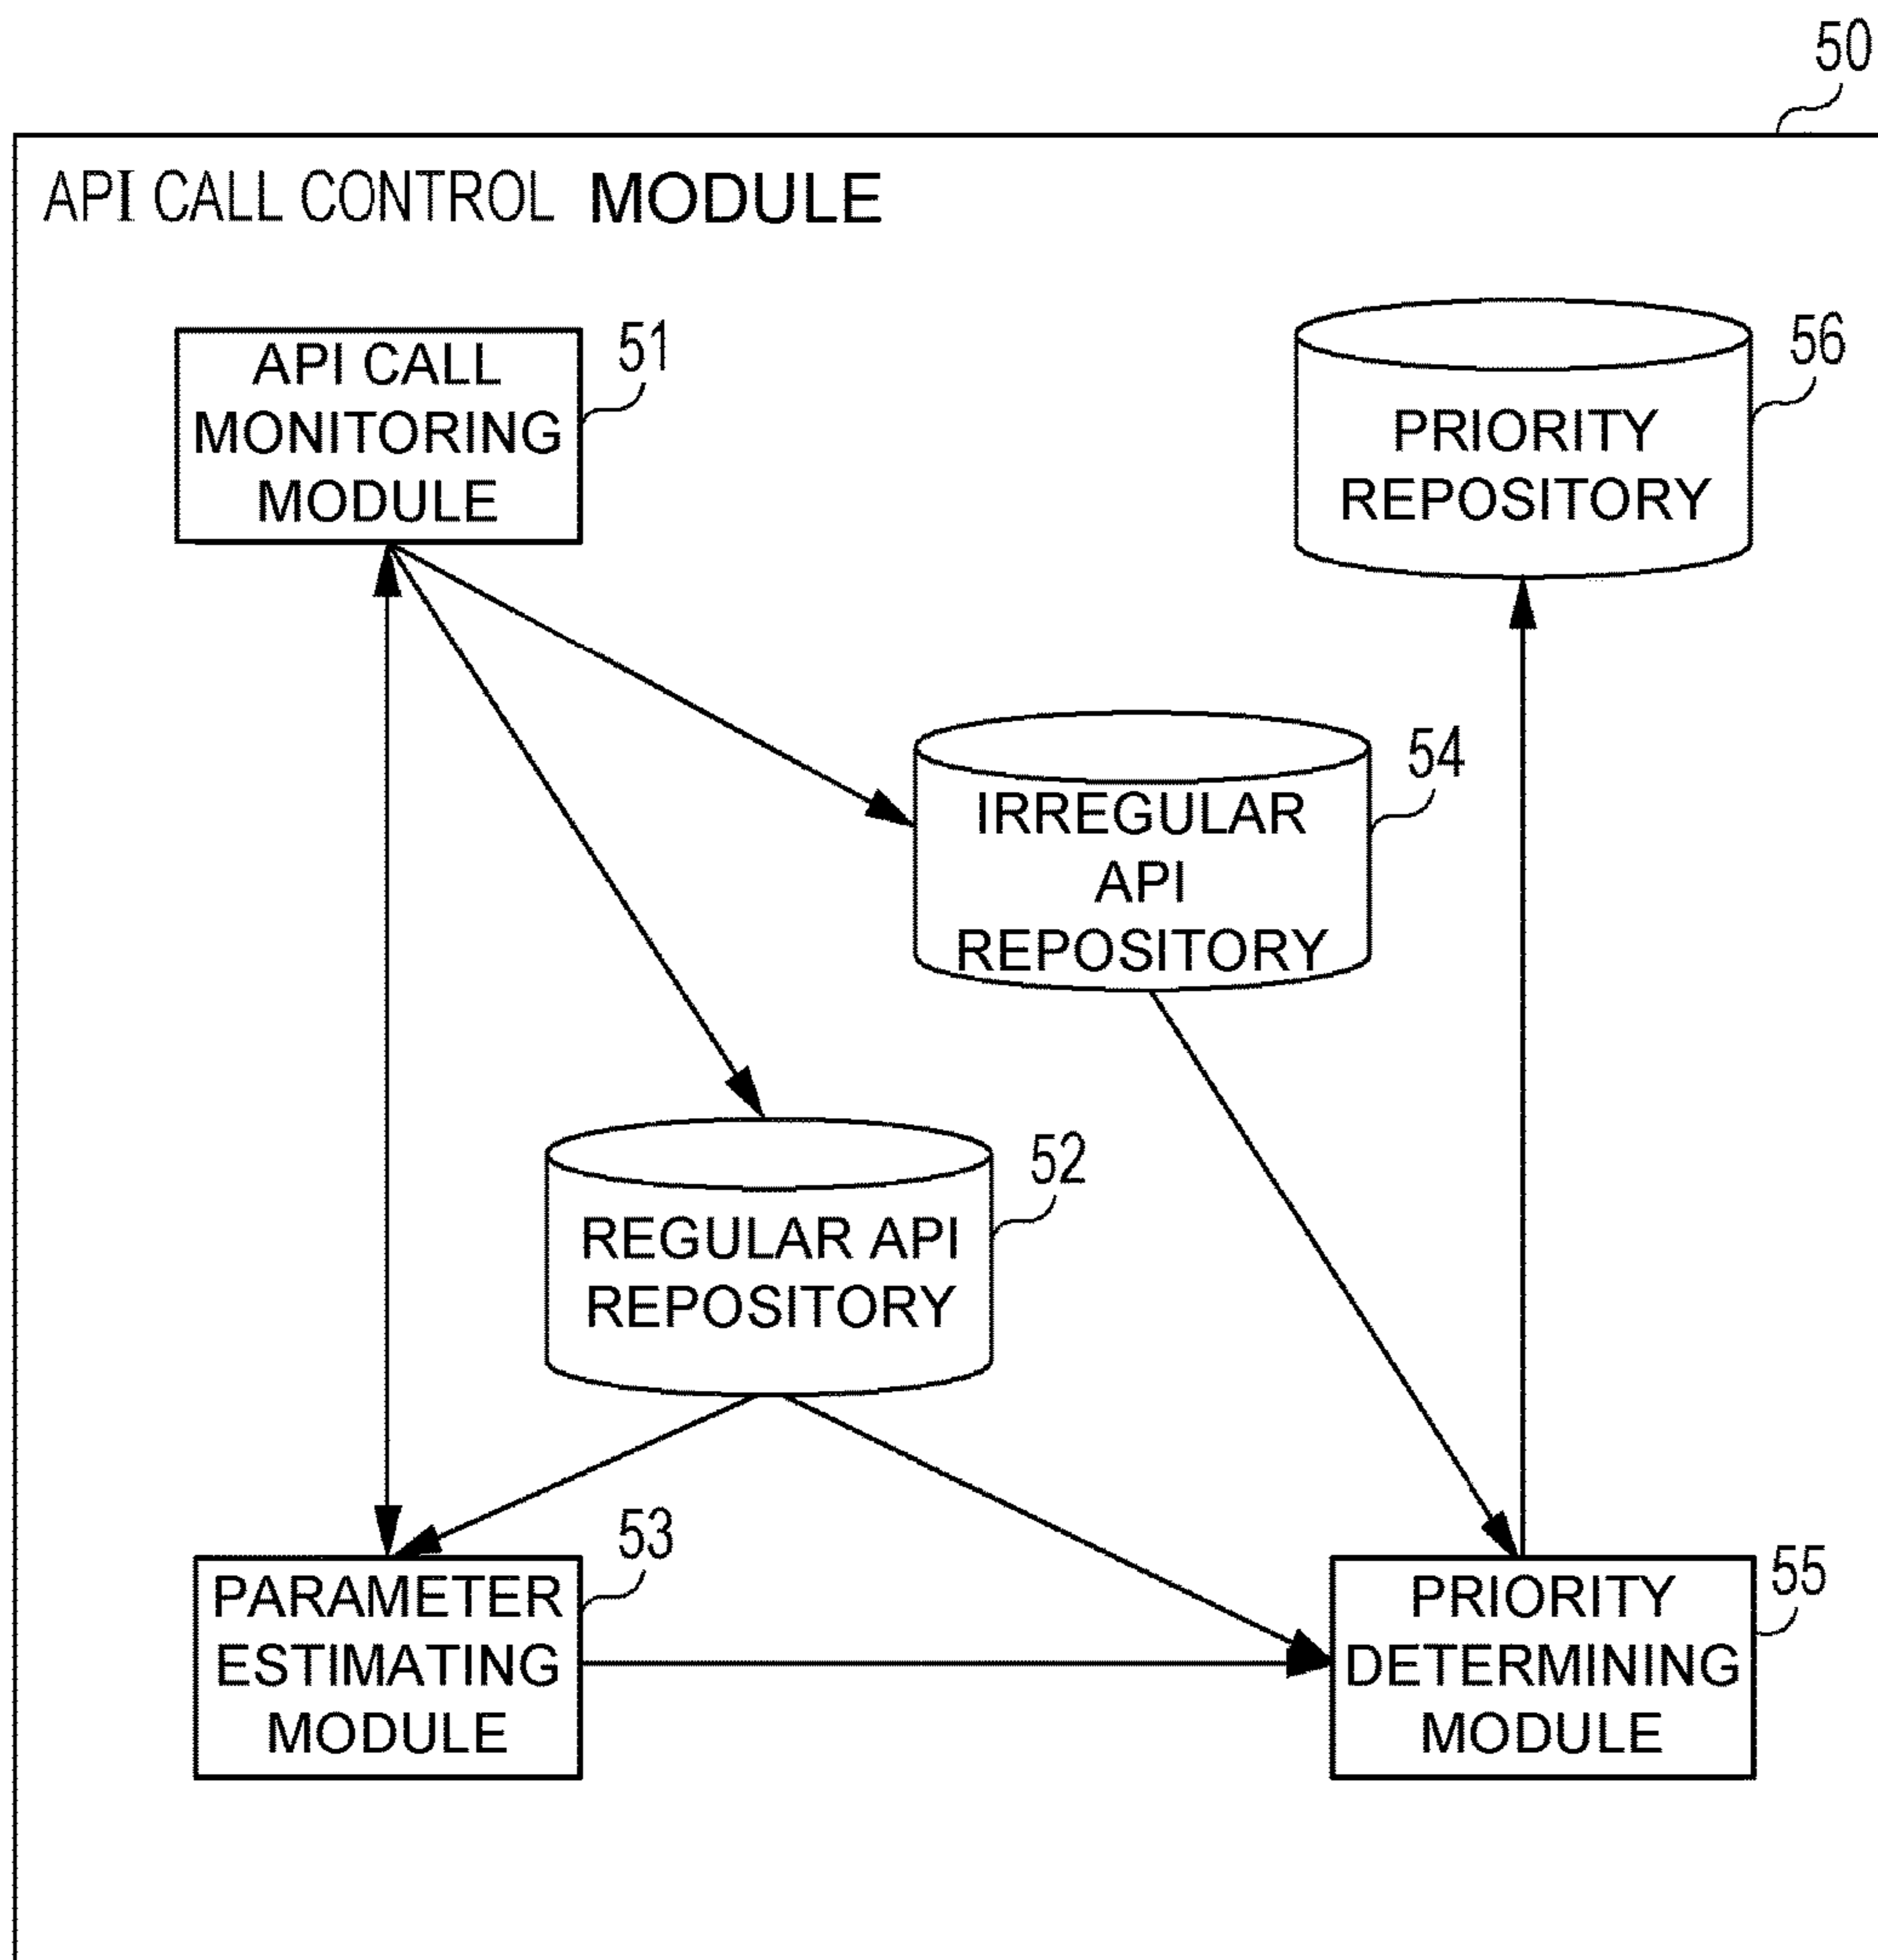 50
API CALL CONTROL MODULE
API CALL
MONITORING
MODULE
51
PRIORITY
REPOSITORY
56
IRREGULAR
API
REPOSITORY
54
REGULAR API
REPOSITORY
52
PARAMETER
ESTIMATING
MODULE
53
PRIORITY
DETERMINING
MODULE
55